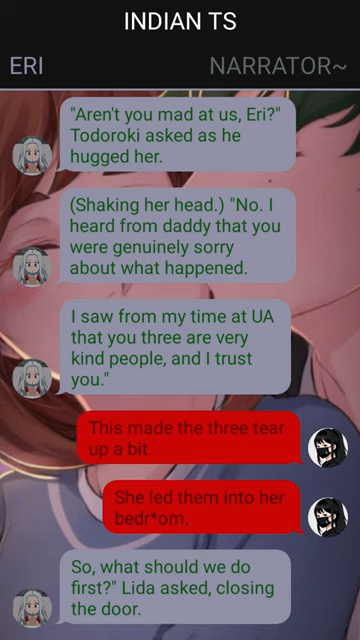 INDIAN TS
ERI
NARRATOR~
"Aren't you mad at us, Eri?"
Todoroki asked as he
hugged her.
(Shaking her head.) "No. I
heard from daddy that you
were genuinely sorry
about what happened.
I saw from my time at UA
that you three are very
kind people, and I trust
you."
This made the three tear
up a bit.
She led them into her
bedr*om.
So, what should we do
first?" Lida asked, closing
the door.